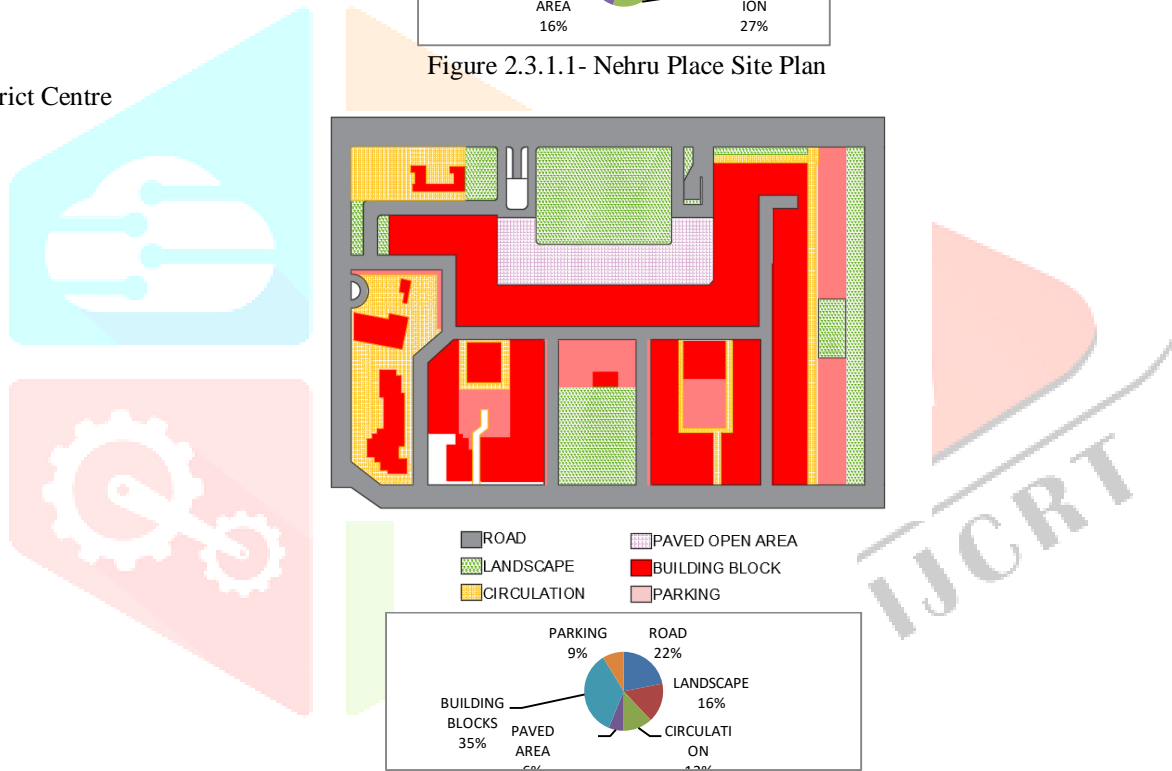 AREA
16%
ION
27%
Figure 2.3.1.1- Nehru Place Site Plan
rict Centre
ROAD
PAVED OPEN AREA
LANDSCAPE
BUILDING BLOCK
CIRCULATION
PARKING
PARKING
9%
ROAD
22%
LANDSCAPE
16%
BUILDING
BLOCKS
35%
PAVED
AREA
6%
CIRCULATI
ON
12%
IJCRT